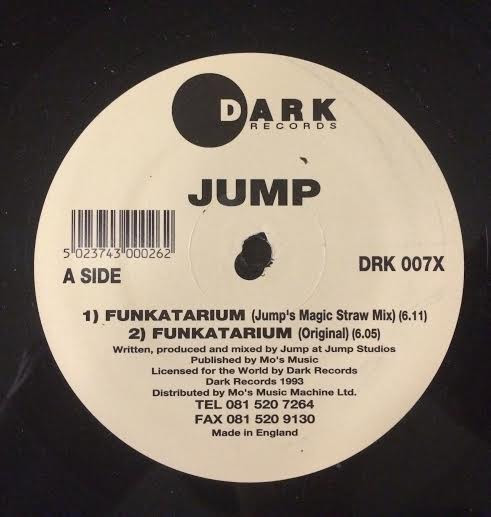 DARK
RECORDS
JUMP
5 023743 000262
A SIDE
DRK 007X
1) FUNKATARIUM (Jump's Magic Straw Mix) (6.11)
2) FUNKATARIUM (Original) (6.05)
Written, produced and mixed by Jump at Jump Studios
Published by Mo's Music
Licensed for the World by Dark Records
Dark Records 1993
Distributed by Mo's Music Machine Ltd.
TEL 081 520 7264
FAX 081 520 9130
Made in England